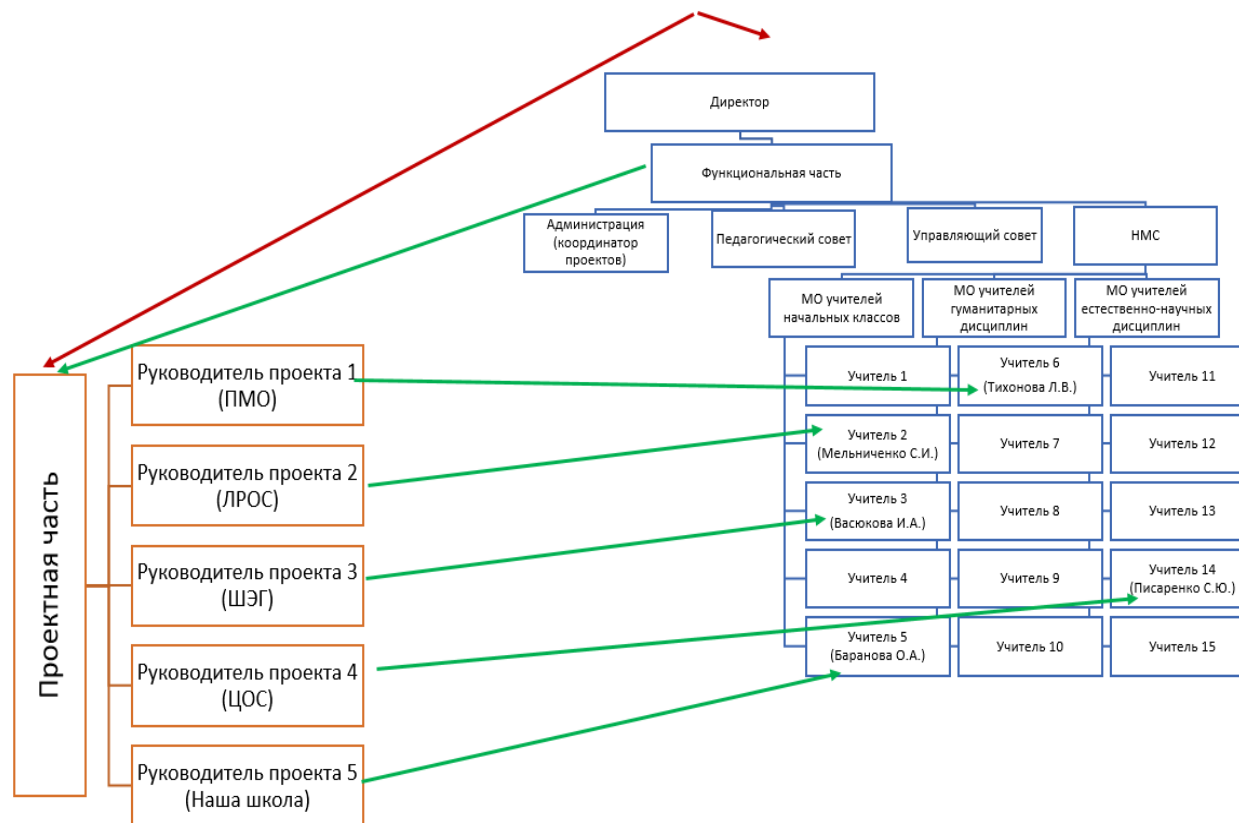 Директор
Функциональная часть
Администрация
(координатор
проектов)
Педагогический совет
Управляющий совет
НМС
МО учителей
начальных классов
МО учителей
гуманитарных
дисциплин
МО учителей
естественно-научных
дисциплин
Учитель 1
Учитель 2
(Мельниченко С.И.)
Учитель 3
(Васюкова И.А.)
Учитель 4
Учитель 5
(Баранова О.А.)
Учитель 6
(Тихонова Л.В.)
Учитель 7
Учитель 8
Учитель 9
Учитель 10
Учитель 11
Учитель 12
Учитель 13
Учитель 14
(Писаренко С.Ю.)
Учитель 15
Проектная часть
Руководитель проекта 1
(ПМО)
Руководитель проекта 2
(ЛРОС)
Руководитель проекта 3
(ШЭГ)
Руководитель проекта 4
(ЦОС)
Руководитель проекта 5
(Наша школа)